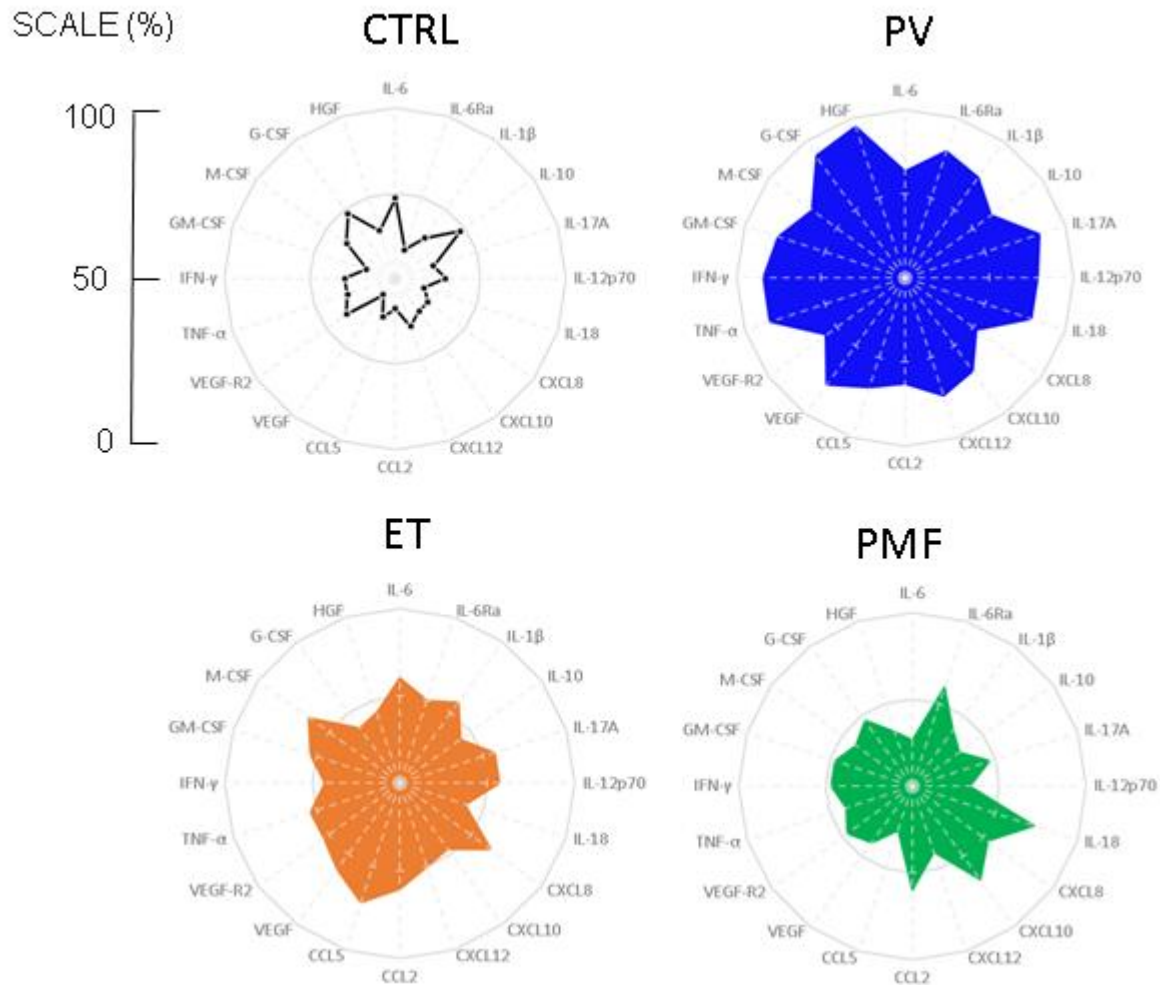 SCALE (%)
100
50
0
CTRL
IL-6
IL-6Ra
IL-1β
IL-10
IL-17A
IL-12p70
IL-18
CXCL8
CXCL10
CXCL12
CCL2
CCL5
VEGF
VEGF-R2
TNF-α
IFN-γ
GM-CSF
M-CSF
G-CSF
HGF
PV
IL-6
IL-6Ra
IL-1β
IL-10
IL-17A
IL-12p70
IL-18
CXCL8
CXCL10
CXCL12
CCL2
CCL5
VEGF
VEGF-R2
TNF-α
IFN-γ
GM-CSF
M-CSF
G-CSF
HGF
ET
IL-6
IL-6Ra
IL-1β
IL-10
IL-17A
IL-12p70
IL-18
CXCL8
CXCL10
CXCL12
CCL2
CCL5
VEGF
VEGF-R2
TNF-α
IFN-γ
GM-CSF
M-CSF
G-CSF
HGF
PMF
IL-6
IL-6Ra
IL-1β
IL-10
IL-17A
IL-12p70
IL-18
CXCL8
CXCL10
CXCL12
CCL2
CCL5
VEGF
VEGF-R2
TNF-α
IFN-γ
GM-CSF
M-CSF
G-CSF
HGF